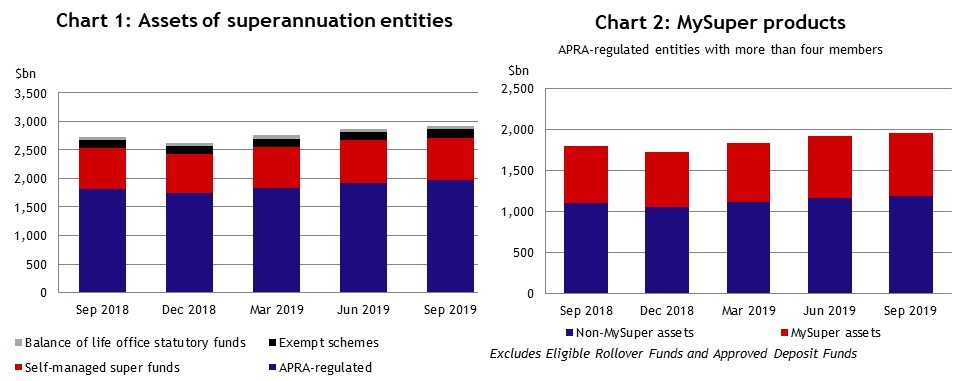 Chart 1: Assets of superannuation entities
$bn
3,500
3,000
2,500
2,000
1,500
1,000
500
0
Sep 2018 Dec 2018 Mar 2019 Jun 2019 Sep 2019
Balance of life office statutory funds Exempt schemes
Self-managed super funds APRA-regulated
Chart 2: MySuper products
APRA-regulated entities with more than four members
$bn
2,500
2,000
1,500
1,000
500
0
Sep 2018 Dec 2018 Mar 2019 Jun 2019 Sep 2019
Non-MySuper assets MySuper assets
Excludes Eligible Rollover Funds and Approved Deposit Funds